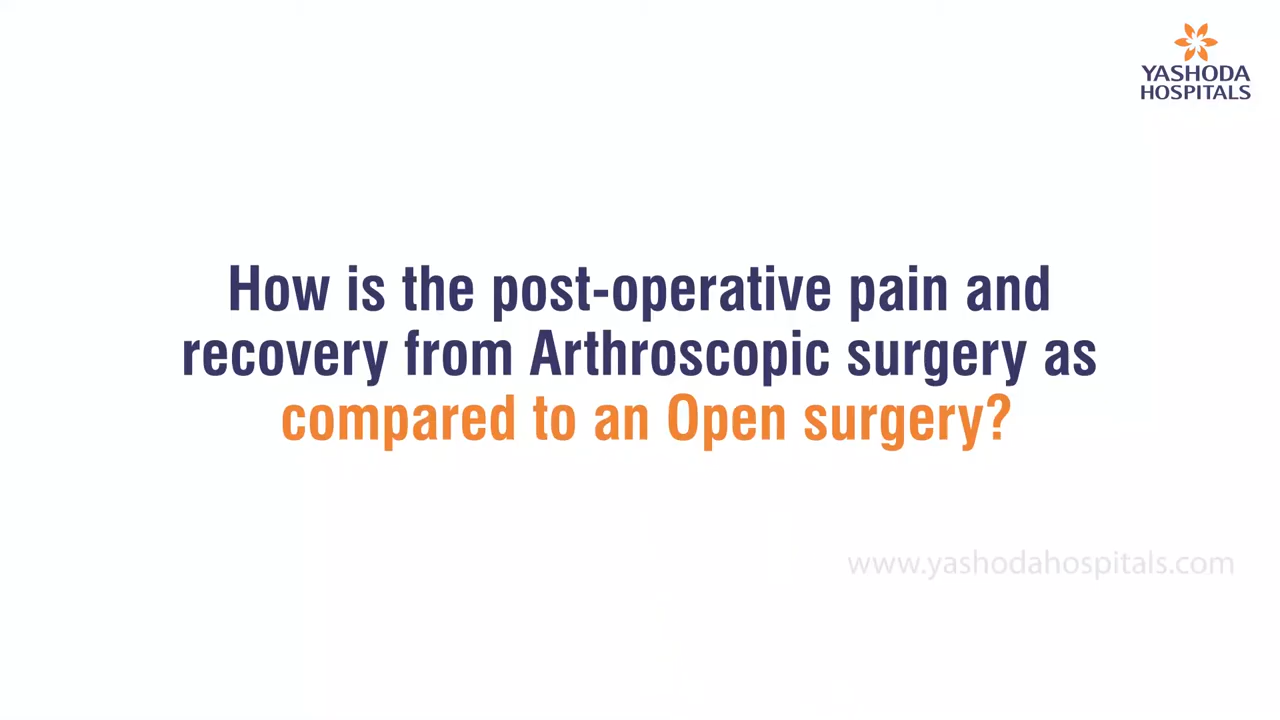 YASHODA
HOSPITALS
How is the post-operative pain and
recovery from Arthroscopic surgery as
compared to an Open surgery?
www.yashodahospitals.com